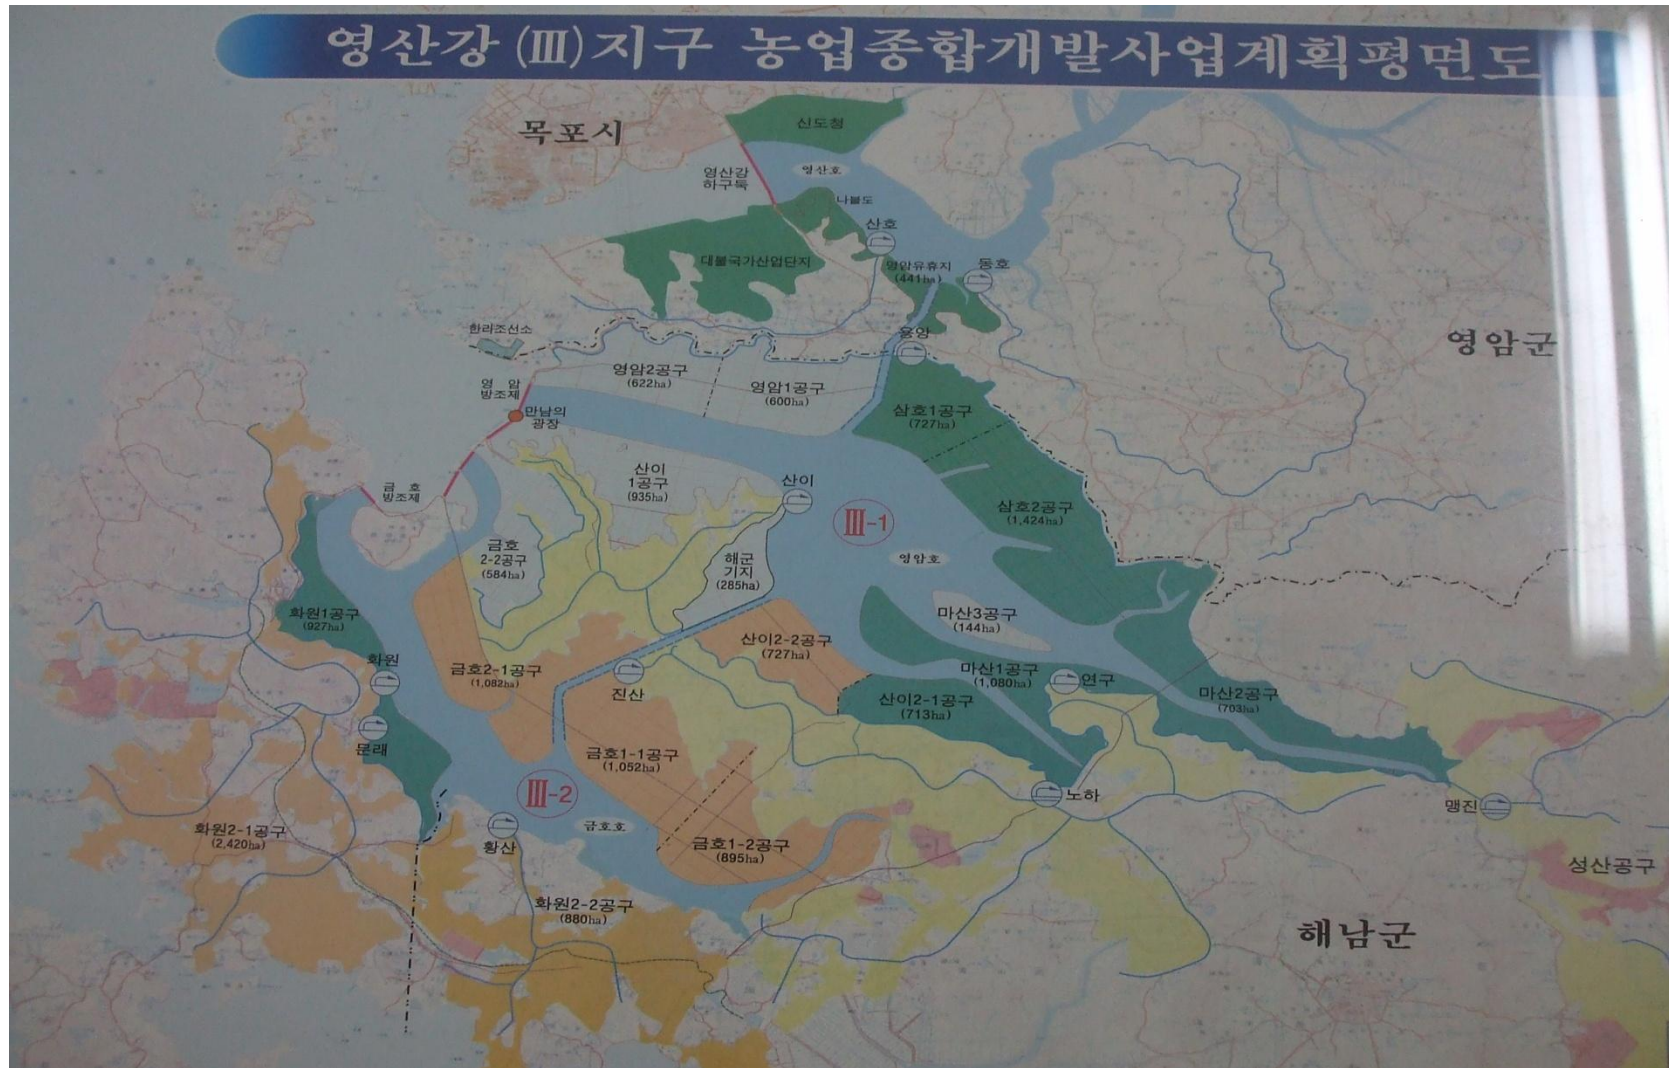 영산강(Ⅲ)지구 농업종합개발사업계획평면도
목포시
신도청
영산강
하구둑
영산호
나불도
산호
대불국가산업단지
영암유휴지
(441ha)
동호
한라조선소
용앙
영암군
영암2공구
(622ha)
영암1공구
(600ha)
영 암
방조제
만남의
광장
삼호1공구
(727ha)
산이
1공구
(935ha)
산이
금 호
방조제
삼호2공구
(1,424ha)
Ⅲ-1
영암호
금호
2-2공구
(584ha)
해군
기지
(285ha)
화원1공구
(927ha)
마산3공구
(144ha)
산이2-2공구
(727ha)
화원
금호2-1공구
(1,082ha)
진산
마산1공구
(1,080ha)
연구
산이2-1공구
(713ha)
마산2공구
(703ha)
문래
금호1-1공구
(1,052ha)
Ⅲ-2
노하
맹진
금호호
화원2-1공구
(2,420ha)
황산
금호1-2공구
(895ha)
성산공구
화원2-2공구
(880ha)
해남군